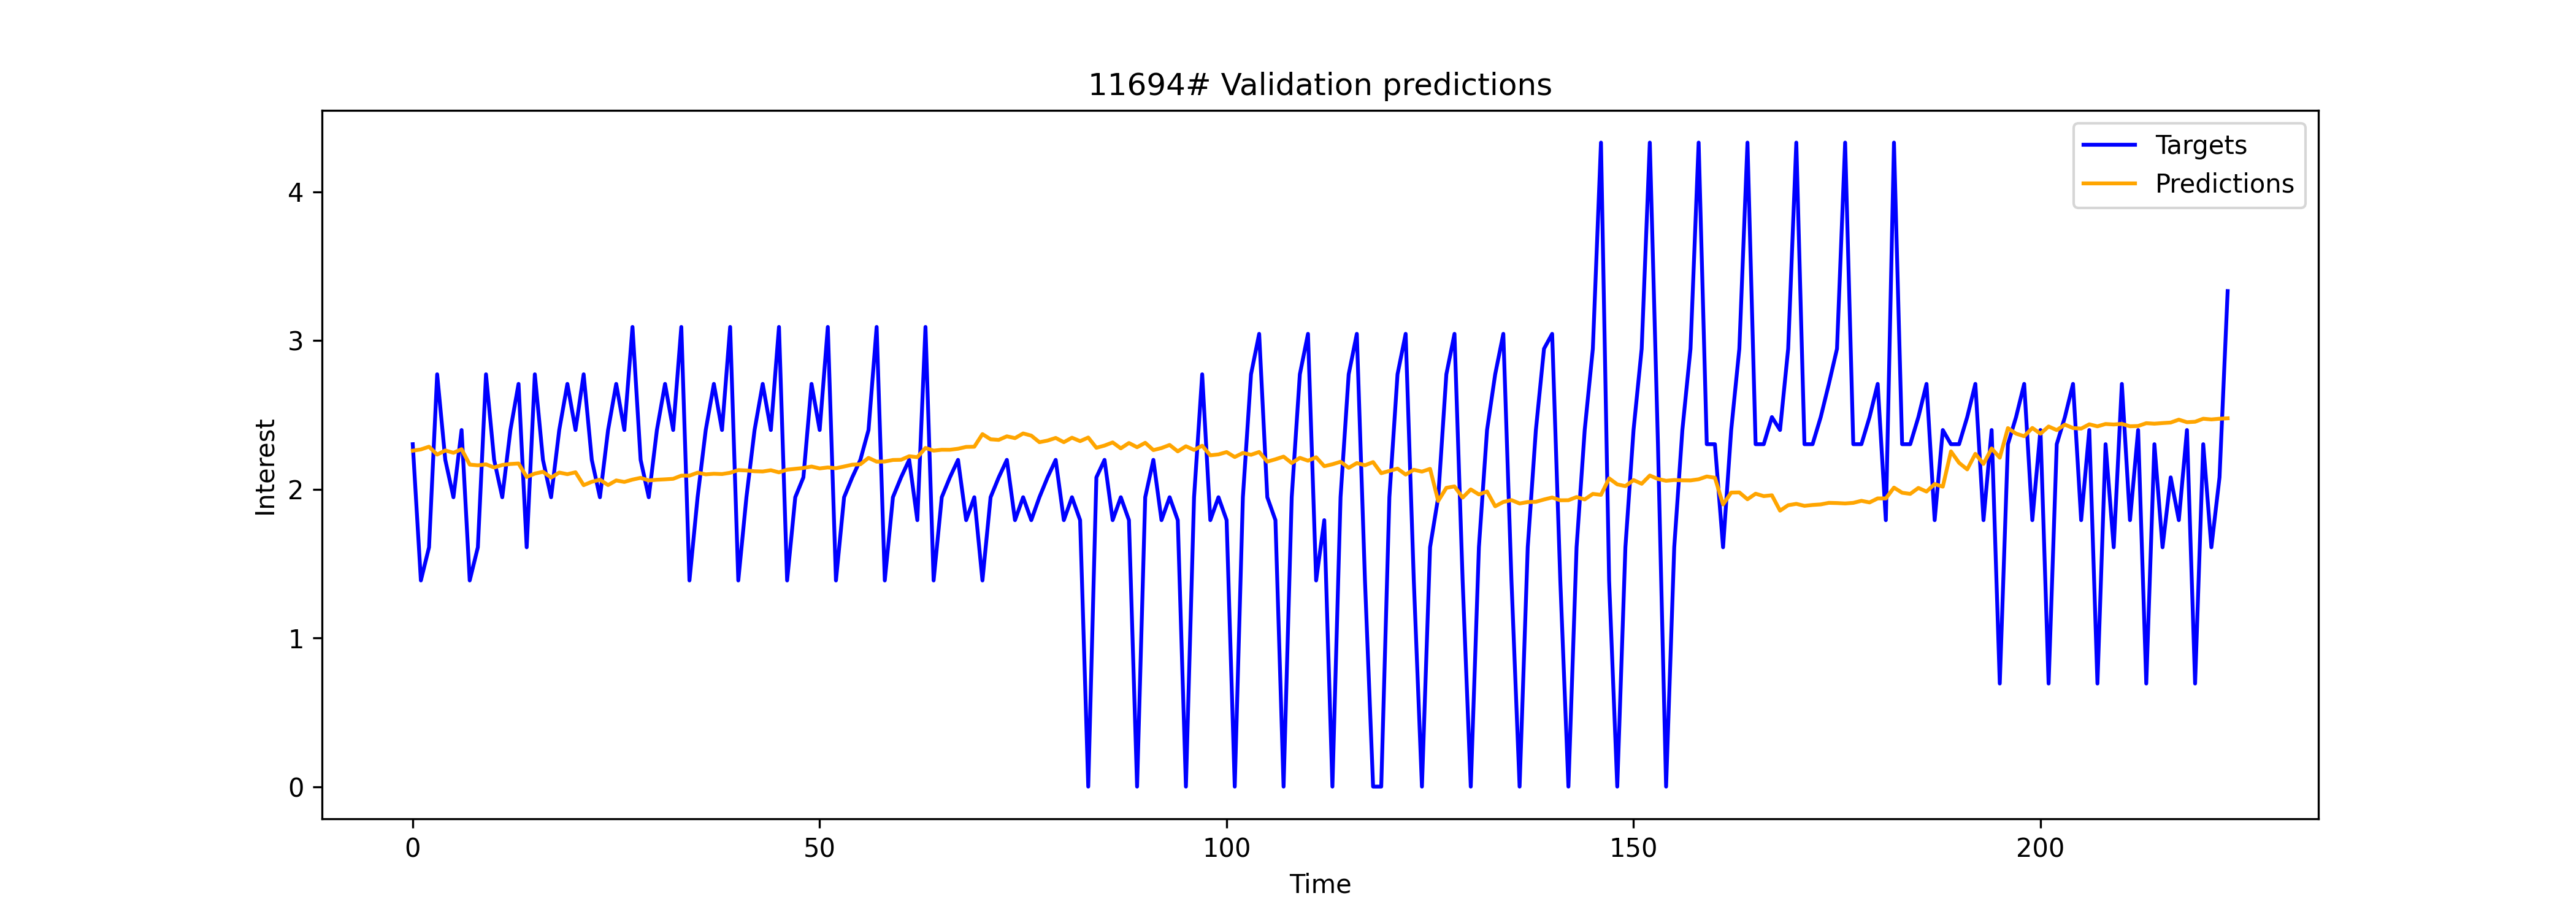 11694# Validation predictions
Targets
Predictions
4
3
2
1
0
Interest
0 50 100 150 200
Time